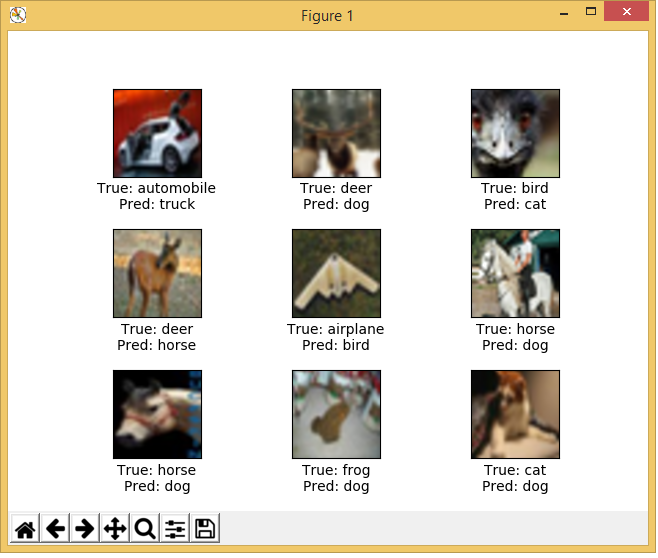 Figure 1
True: automobile
Pred: truck
True: deer
Pred: dog
True: bird
Pred: cat
True: deer
Pred: horse
True: airplane
Pred: bird
True: horse
Pred: dog
True: horse
Pred: dog
True: frog
Pred: dog
True: cat
Pred: dog